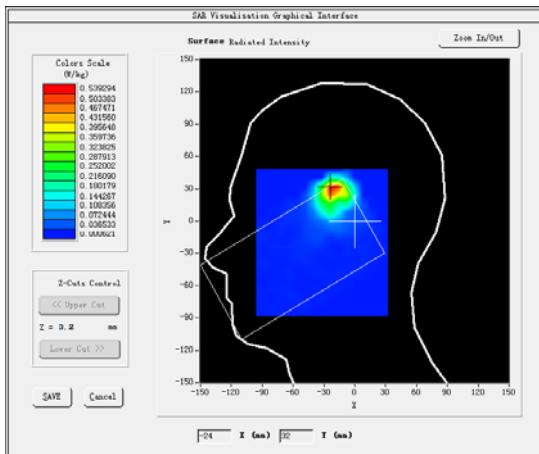 SAR Visualisation Graphical Interface
Surface Radiated Intensity
Zoom In/Out
Colors Scale
(W/kg)
0.539294
0.503383
0.467471
0.431560
0.395648
0.359736
0.323825
0.287913
0.252002
0.216090
0.180179
0.144267
0.108356
0.072444
0.036533
0.000621
Z-Cuts Control
<< Upper Cut
Z = 3.2 mm
Lower Cut >>
SAVE
Cancel
150
120
90
60
30
0
-30
-60
-90
-120
-150
Y
-150 -120 -90 -60 -30 0 30 60 90 120 150
X
-24 X (mm) 32 Y (mm)